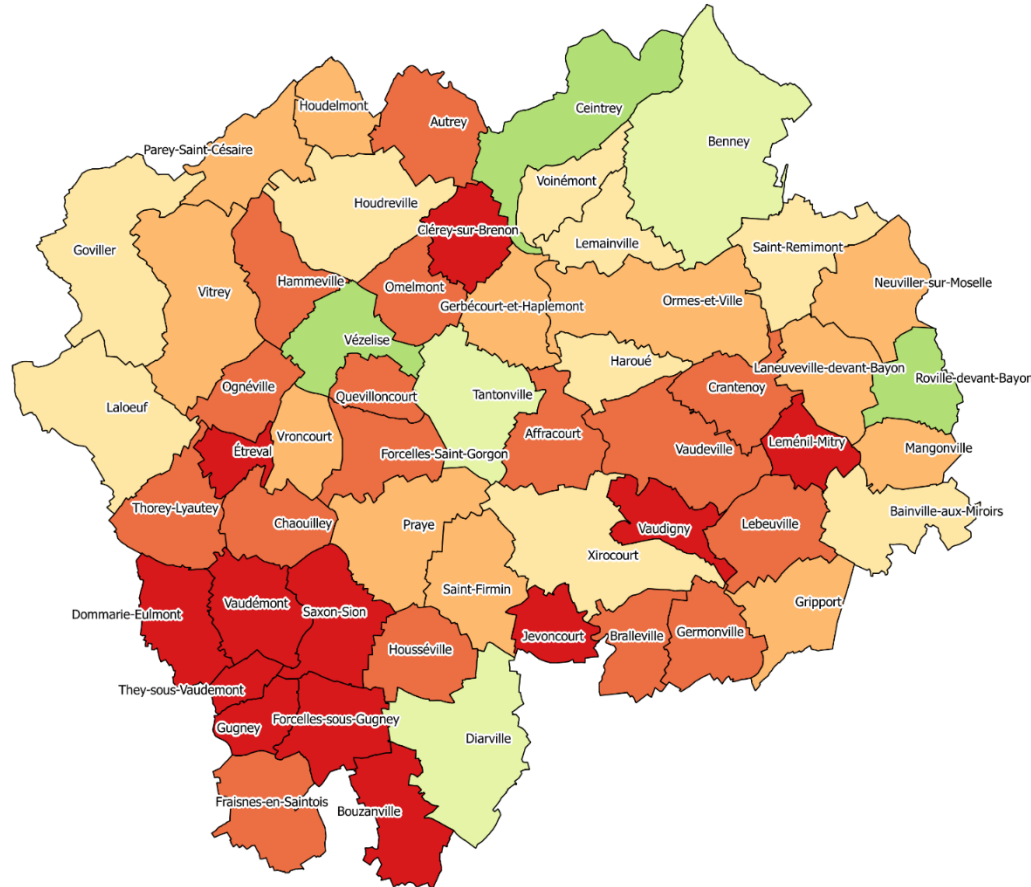 Houdelmont
Ceintrey
Autrey
Benney
Parey-Saint-Césaire
Voinémont
Houdreville
Clérey-sur-Brenon
Lemainville
Saint-Remimont
Goviller
Hammeville
Omelmont
Neuviller-sur-Moselle
Vitrey
Gerbécourt-et-Haplemont
Ormes-et-Ville
Vézelise
Haroué
Laneuveville-devant-Bayon
Roville-devant-Bayon
Ognéville
Quevilloncourt
Tantonville
Crantenoy
Laloeuf
Vroncourt
Affracourt
Leménil-Mitry
Étreval
Forcelles-Saint-Gorgon
Vaudeville
Mangonville
Thorey-Lyautey
Chaouilley
Praye
Vaudigny
Lebeuville
Bainville-aux-Miroirs
Xirocourt
Saint-Firmin
Gripport
Dommarie-Eulmont
Vaudémont
Saxon-Sion
Jevoncourt
Bralleville
Germonville
Housséville
They-sous-Vaudemont
Gugney
Forcelles-sous-Gugney
Diarville
Fraisnes-en-Saintois
Bouzanville